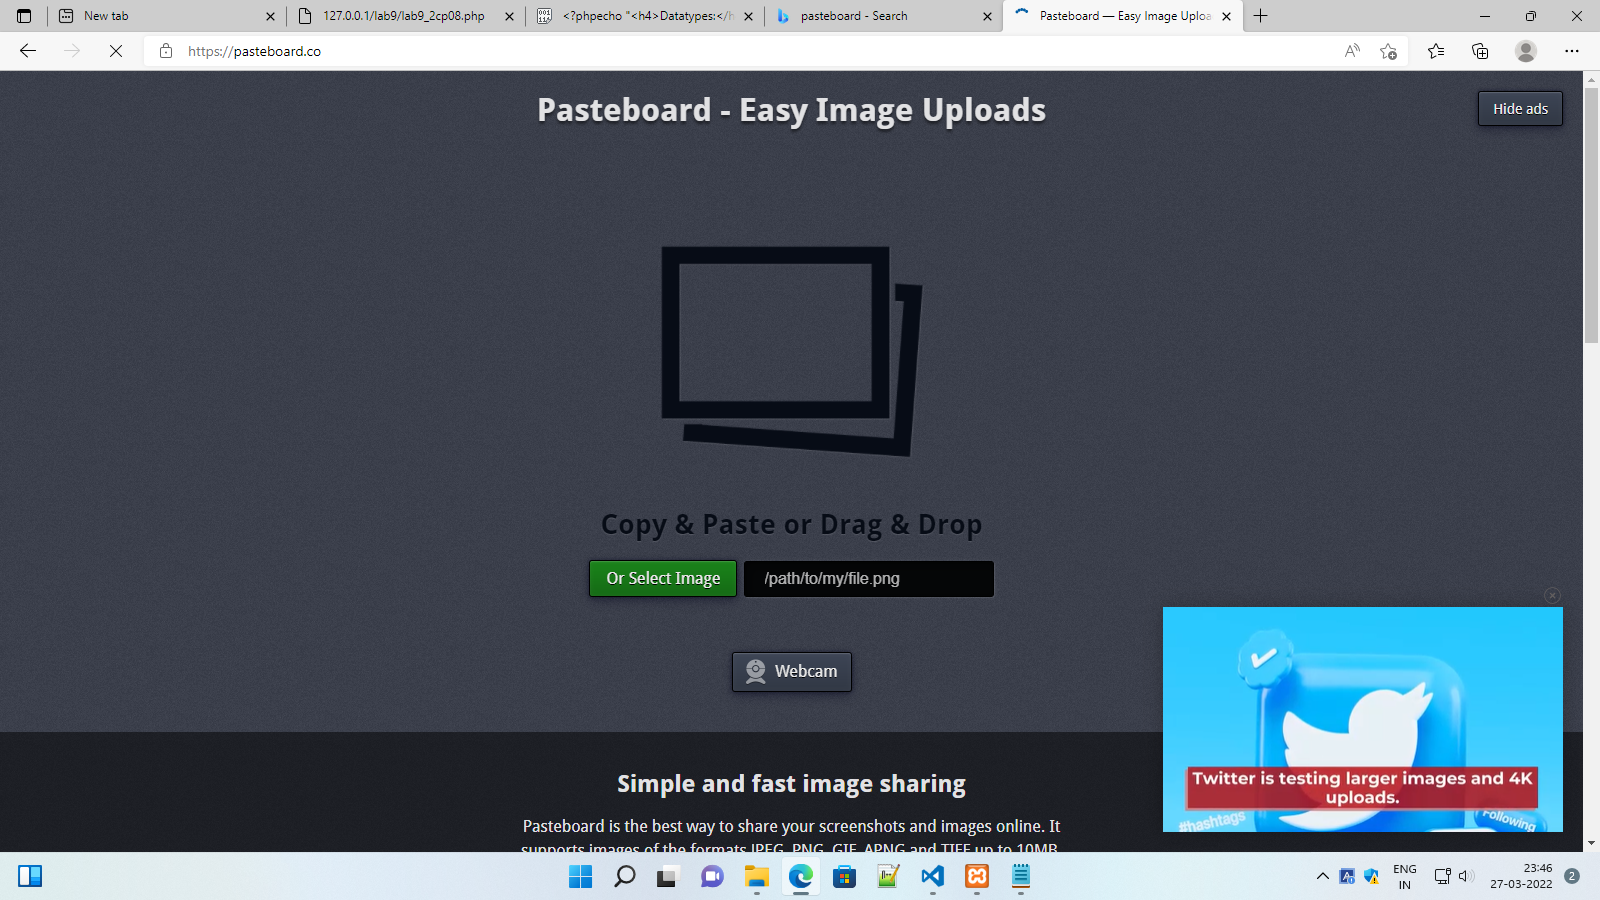 New tab
127.0.0.1/lab9/lab9_2cp08.php
<?phpecho "<h4>Datatypes:</h
pasteboard - Search
Pasteboard — Easy Image Uploa
https://pasteboard.co
Pasteboard - Easy Image Uploads
Hide ads
Copy & Paste or Drag & Drop
Or Select Image
/path/to/my/file.png
Webcam
Twitter is testing larger images and 4K
uploads.
#hashtags
Following
Simple and fast image sharing
Pasteboard is the best way to share your screenshots and images online. It
supports images of the formats JPEG, PNG, GIF, APNG and TIFF up to 10MB.
ENG
IN
23:46
27-03-2022
2